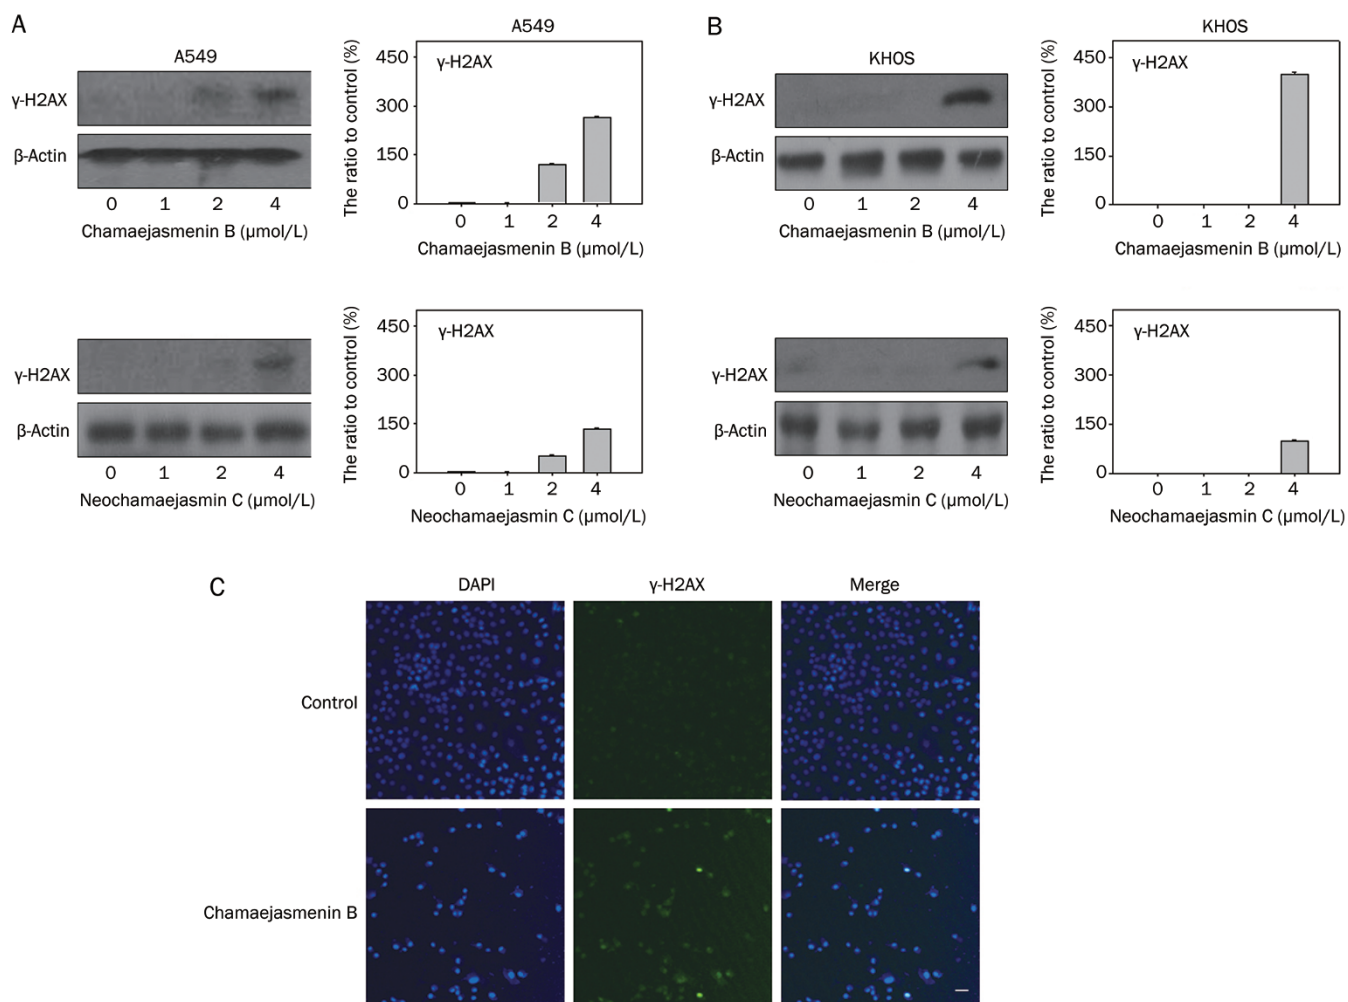 A
A549
γ-H2AX
β-Actin
0 1 2 4
Chamaejasmenin B (μmol/L)
A549
The ratio to control (%)
γ-H2AX
450
300
150
0
0 1 2 4
Chamaejasmenin B (μmol/L)
γ-H2AX
β-Actin
0 1 2 4
Neochamaejasmin C (μmol/L)
The ratio to control (%)
γ-H2AX
450
300
150
0
0 1 2 4
Neochamaejasmin C (μmol/L)
B
KHOS
γ-H2AX
β-Actin
0 1 2 4
Chamaejasmenin B (μmol/L)
KHOS
The ratio to control (%)
γ-H2AX
450
300
150
0
0 1 2 4
Chamaejasmenin B (μmol/L)
γ-H2AX
β-Actin
0 1 2 4
Neochamaejasmin C (μmol/L)
The ratio to control (%)
γ-H2AX
450
300
150
0
0 1 2 4
Neochamaejasmin C (μmol/L)
C
DAPI γ-H2AX Merge
Control
Chamaejasmenin B